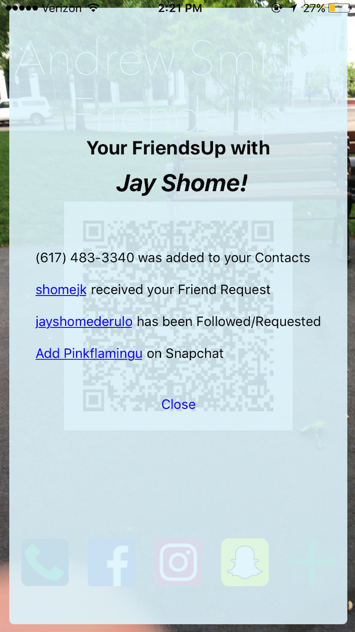 Verizon 2:21 PM 27%
Andrew Smi
Your FriendsUp with
Jay Shome!
(617) 483-3340 was added to your Contacts
shomejk received your Friend Request
jayshomederulo has been Followed/Requested
Add Pinkflamingu on Snapchat
Close